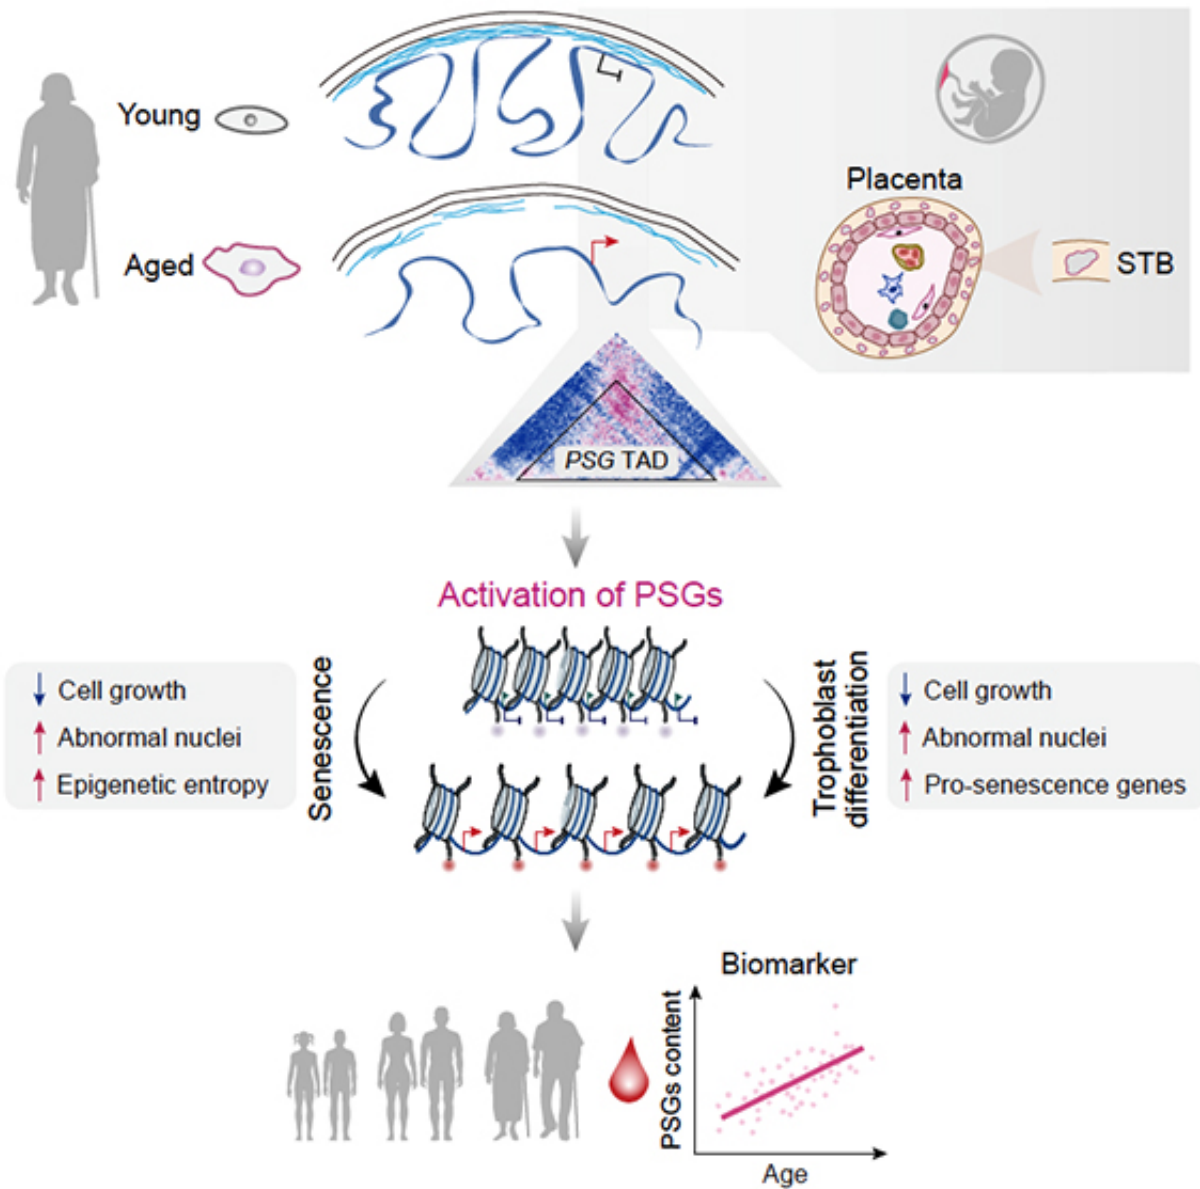 Young
Placenta
Aged
STB
PSG TAD
Activation of PSGs
Cell growth
Abnormal nuclei
Epigenetic entropy
Senescence
Trophoblast
differentiation
Cell growth
Abnormal nuclei
Pro-senescence genes
Biomarker
PSGs content
Age